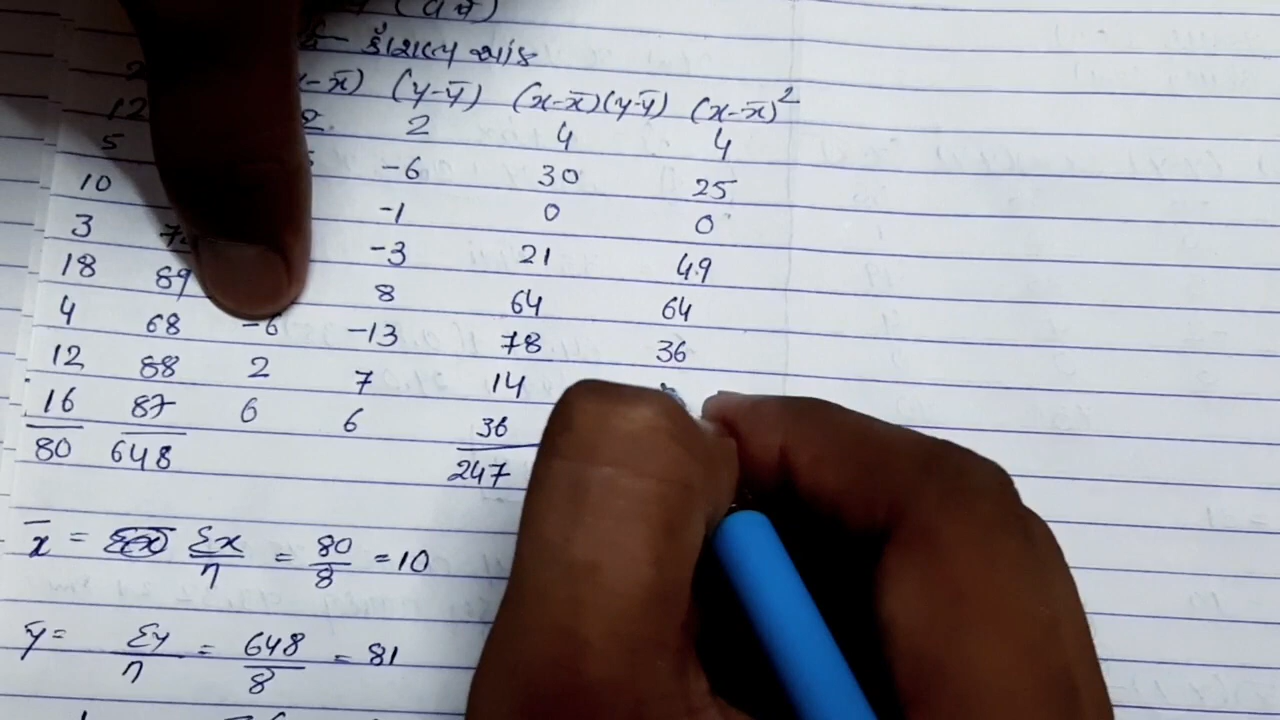 (x-x̄) (y-ȳ) (x-x̄)(y-ȳ) (x-x̄)²
12 2 2 4 4
5 -6 30 25
10 -1 0 0
3 -3 21 49
18 89 8 64 64
4 68 -6 -13 78 36
12 88 2 7 14
16 87 6 6 36
80 648 247
x̄ = Σx/n = 80/8 = 10
ȳ = Σy/n = 648/8 = 81